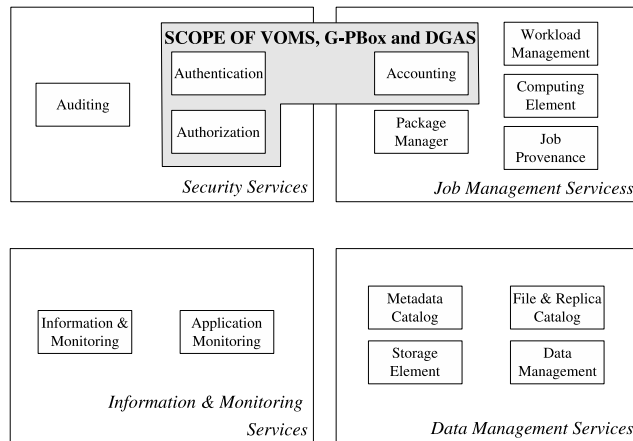 SCOPE OF VOMS, G-PBox and DGAS
Authentication
Auditing
Authorization
Security Services
Accounting
Package
Manager
Workload
Management
Computing
Element
Job
Provenance
Job Management Servicess
Information &
Monitoring
Application
Monitoring
Information & Monitoring
Services
Metadata
Catalog
File & Replica
Catalog
Storage
Element
Data
Management
Data Management Services